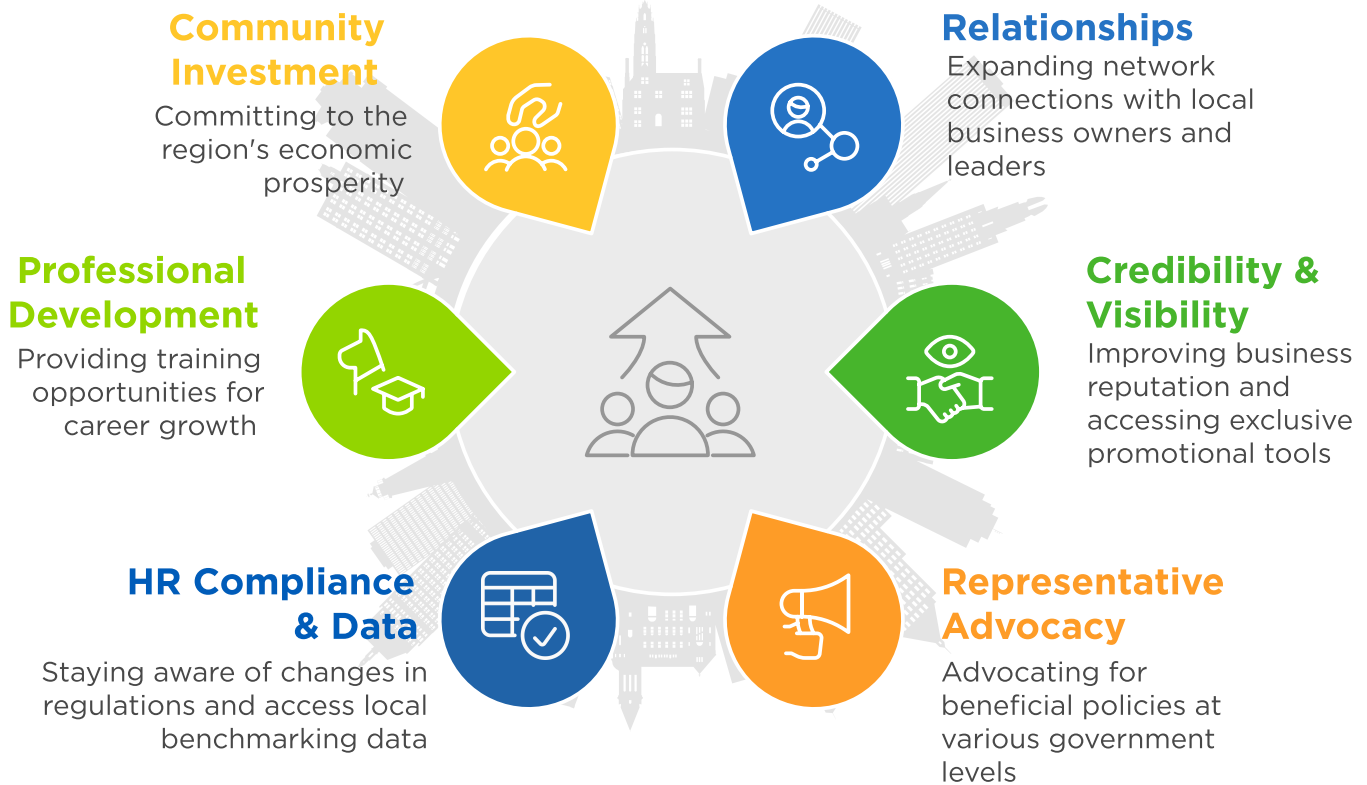 Community
Investment
Committing to the
region's economic
prosperity
Relationships
Expanding network
connections with local
business owners and
leaders
Professional
Development
Providing training
opportunities for
career growth
Credibility &
Visibility
Improving business
reputation and
accessing exclusive
promotional tools
HR Compliance
& Data
Staying aware of changes in
regulations and access local
benchmarking data
Representative
Advocacy
Advocating for
beneficial policies at
various government
levels